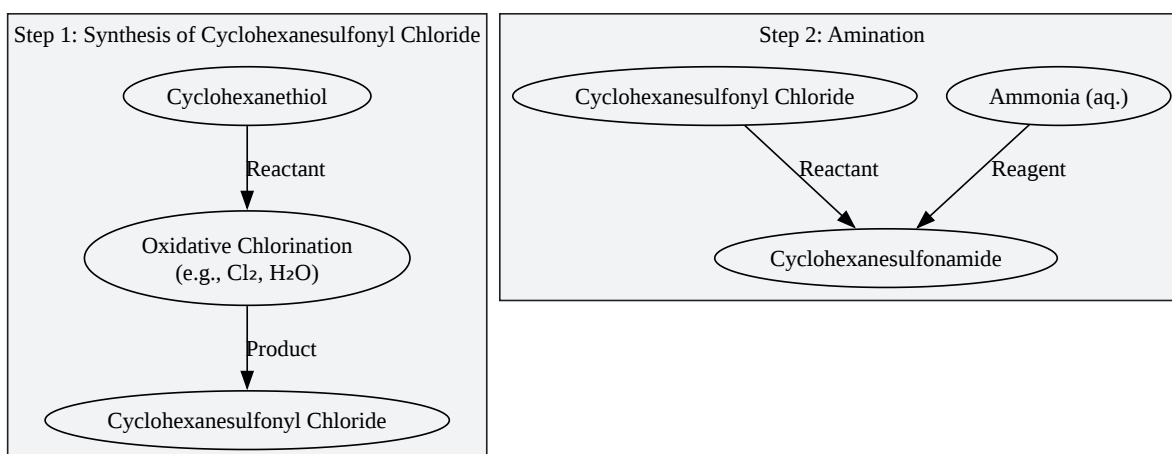 Step 1: Synthesis of Cyclohexanesulfonyl Chloride
Cyclohexanethiol
Reactant
Oxidative Chlorination
(e.g., Cl₂, H₂O)
Product
Cyclohexanesulfonyl Chloride
Step 2: Amination
Cyclohexanesulfonyl Chloride
Ammonia (aq.)
Reactant
Reagent
Cyclohexanesulfonamide